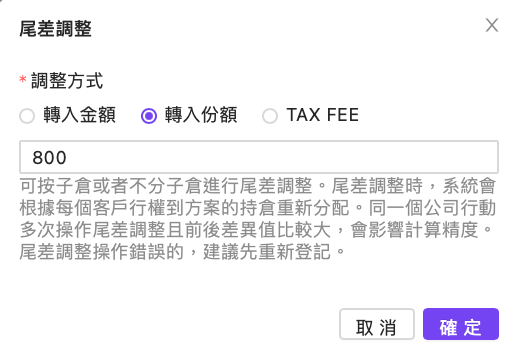 尾差調整
* 調整方式
轉入金額 轉入份額 TAX FEE
800
可按子倉或者不分子倉進行尾差調整。尾差調整時，系統會
根據每個客戶行權到方案的持倉重新分配。同一個公司行動
多次操作尾差調整且前後差異值比較大，會影響計算精度。
尾差調整操作錯誤的，建議先重新登記。
取消 確定